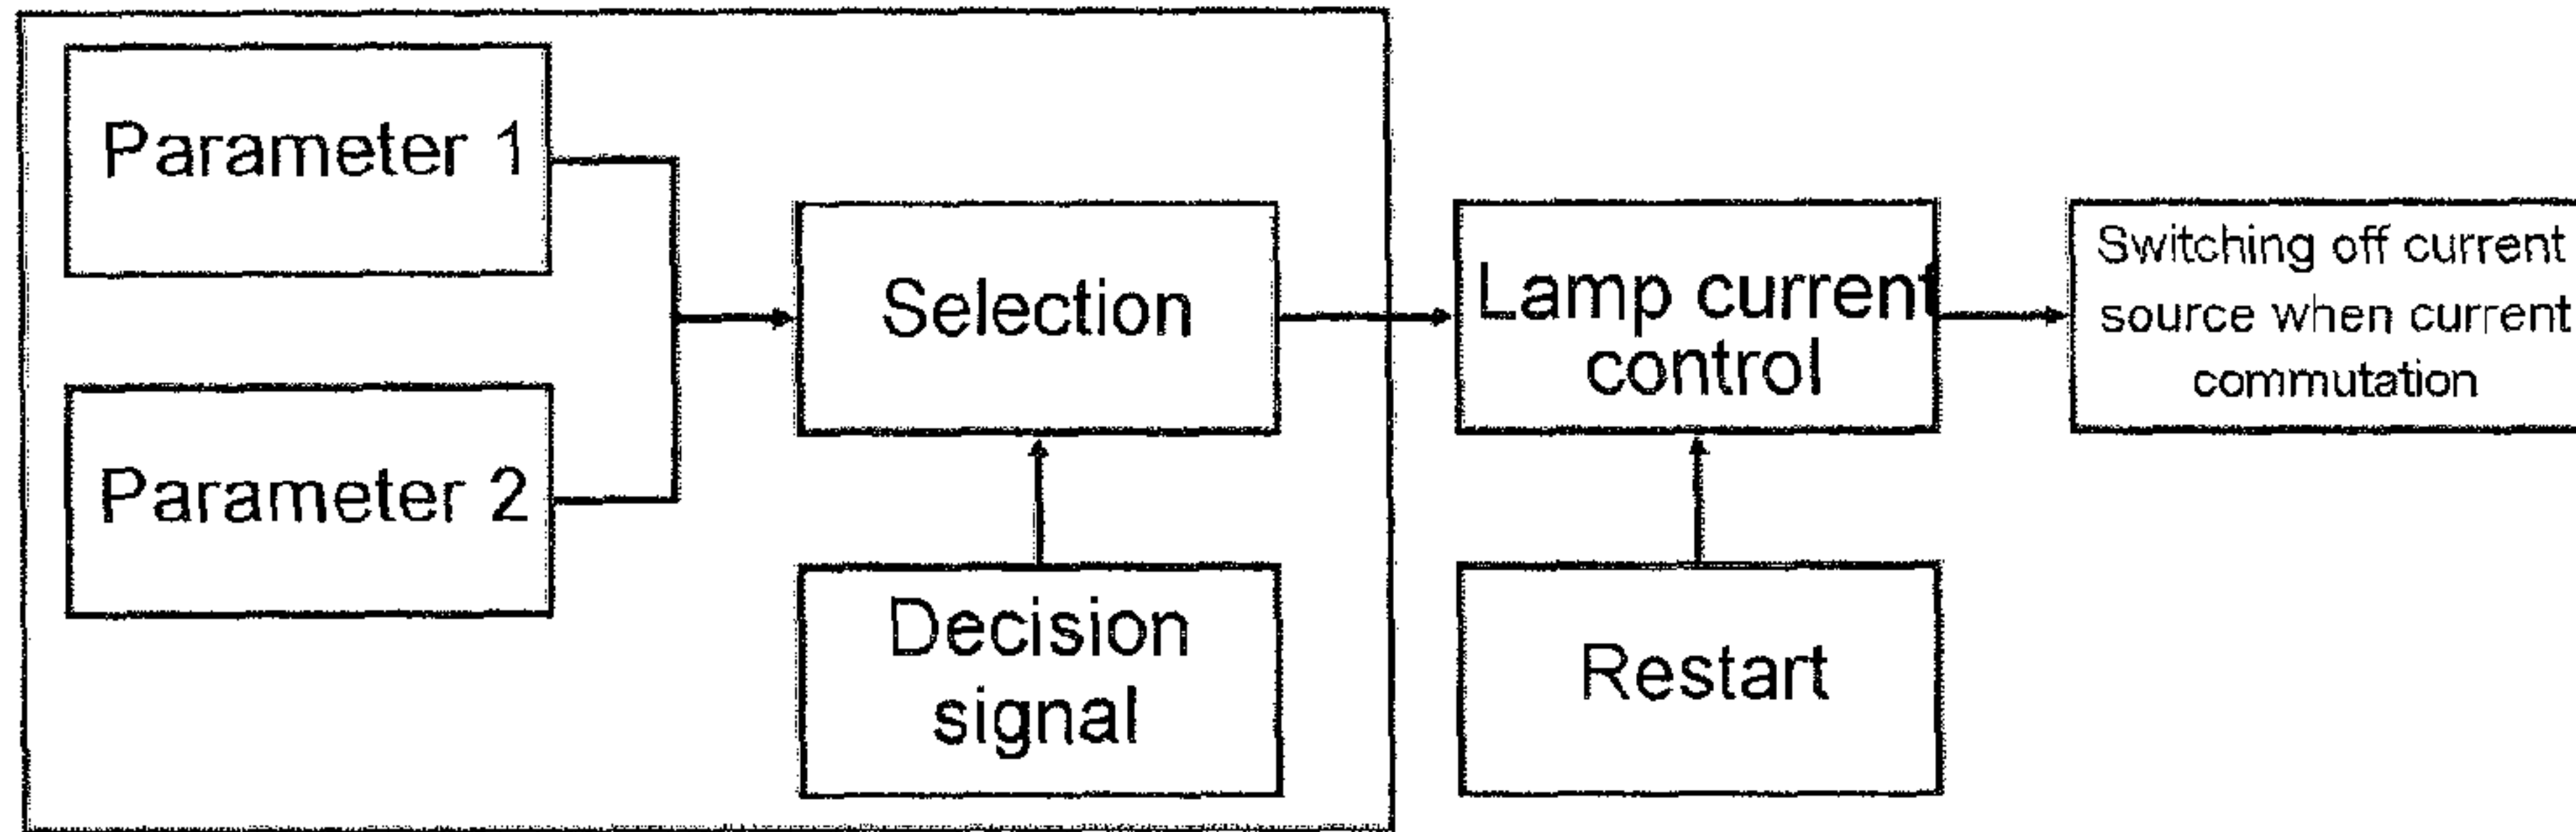 Parameter 1
Parameter 2
Selection
Decision
signal
Lamp current
control
Restart
Switching off current
source when current
commutation